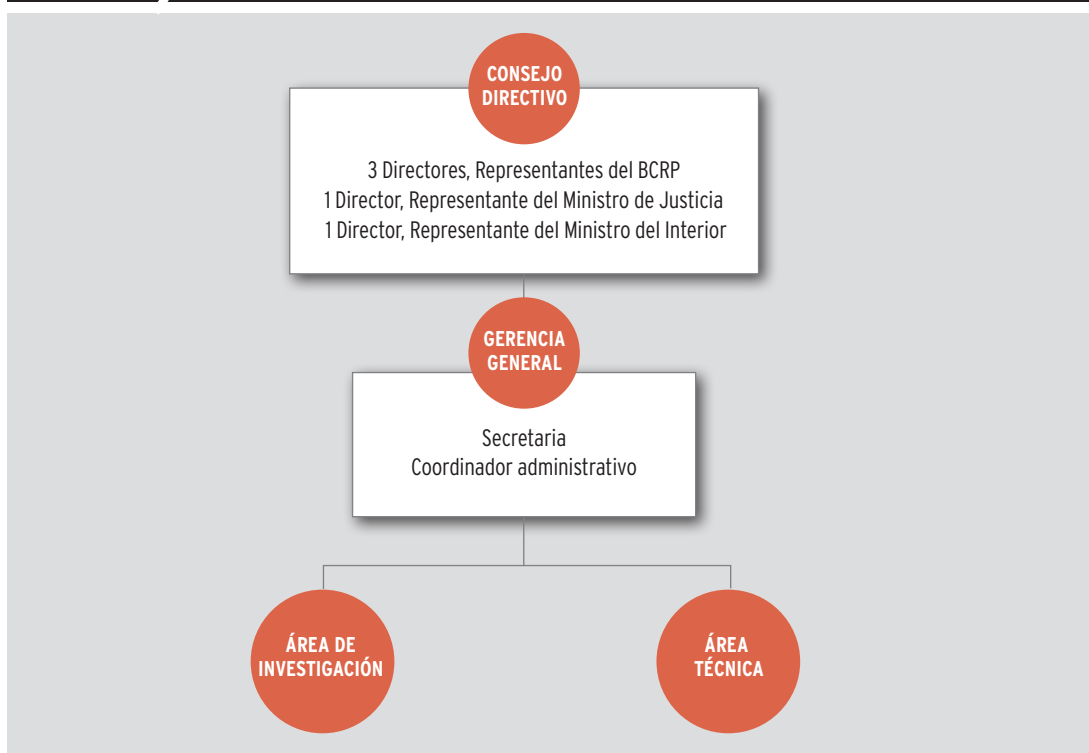 CONSEJO
DIRECTIVO
3 Directores, Representantes del BCRP
1 Director, Representante del Ministro de Justicia
1 Director, Representante del Ministro del Interior
GERENCIA
GENERAL
Secretaria
Coordinador administrativo
ÁREA DE
INVESTIGACIÓN
ÁREA
TÉCNICA